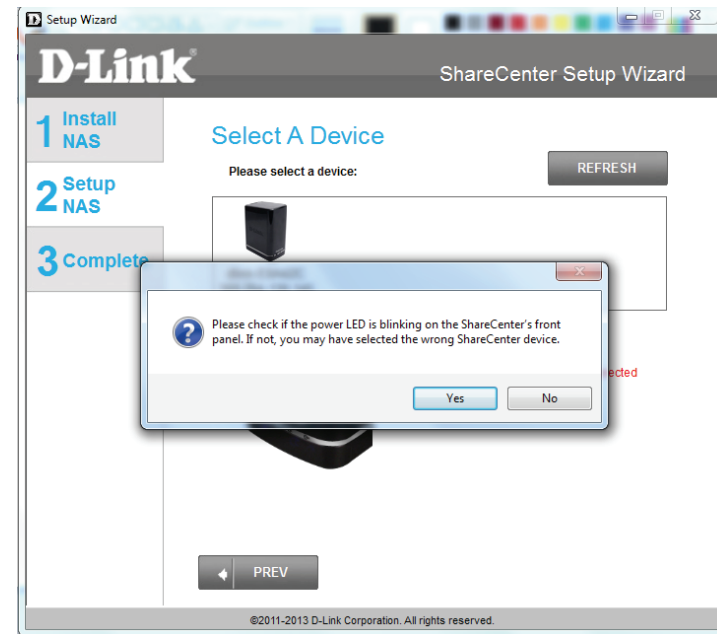 Setup Wizard
D-Link
ShareCenter Setup Wizard
1 Install NAS
2 Setup NAS
3 Complete
Select A Device
Please select a device:
REFRESH
Please check if the power LED is blinking on the ShareCenter's front
panel. If not, you may have selected the wrong ShareCenter device.
Yes
No
PREV
©2011-2013 D-Link Corporation. All rights reserved.